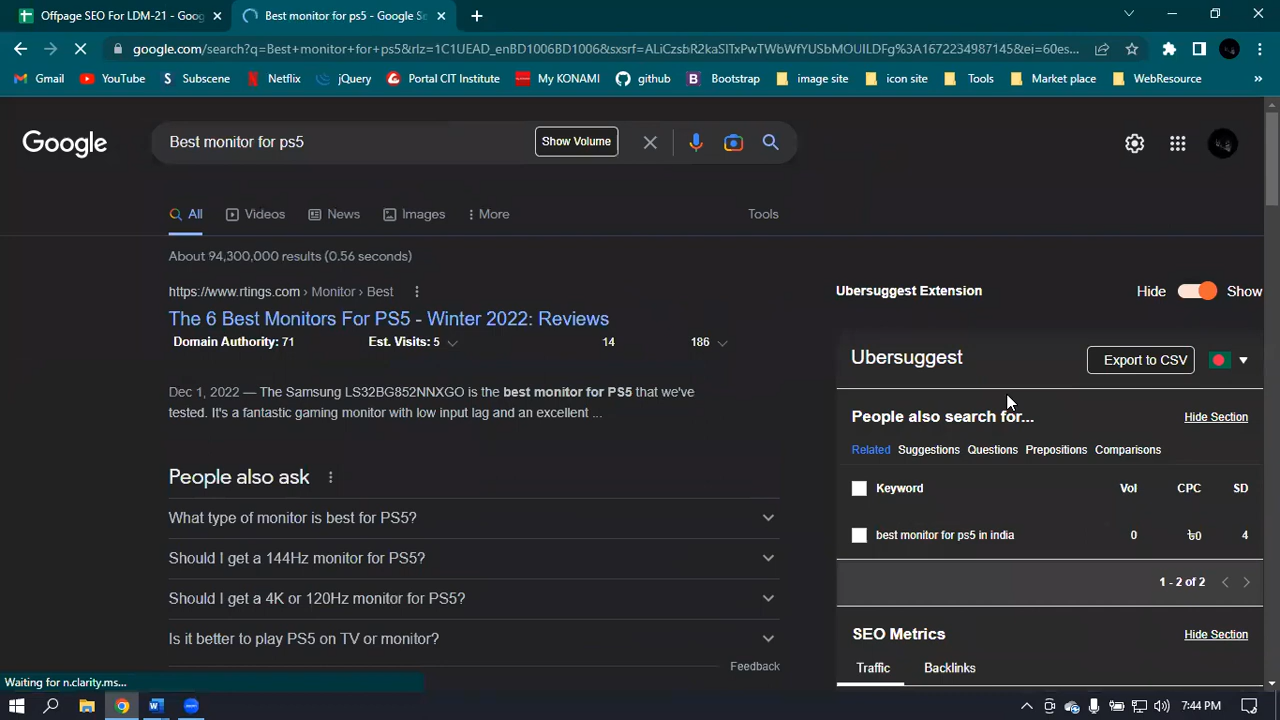 Offpage SEO For LDM-21 - Goog
Best monitor for ps5 - Google Se
google.com/search?q=Best+monitor+for+ps5&rlz=1C1UEAD_enBD1006BD1006&sxsrf=ALiCzsbR2kaSlTxPwTWbWfYUSbMOUILDFg%3A1672234987145&ei=60es...
Gmail YouTube Subscene Netflix jQuery Portal CIT Institute My KONAMI github Bootstrap image site icon site Tools Market place WebResource »
Google
Best monitor for ps5
Show Volume
All Videos News Images More Tools
About 94,300,000 results (0.56 seconds)
https://www.rtings.com › Monitor › Best
The 6 Best Monitors For PS5 - Winter 2022: Reviews
Domain Authority: 71 Est. Visits: 5 14 186
Dec 1, 2022 — The Samsung LS32BG852NNXGO is the best monitor for PS5 that we've
tested. It's a fantastic gaming monitor with low input lag and an excellent ...
People also ask
What type of monitor is best for PS5?
Should I get a 144Hz monitor for PS5?
Should I get a 4K or 120Hz monitor for PS5?
Is it better to play PS5 on TV or monitor?
Feedback
Ubersuggest Extension Hide Show
Ubersuggest Export to CSV
People also search for... Hide Section
Related Suggestions Questions Prepositions Comparisons
Keyword Vol CPC SD
best monitor for ps5 in india 0 ৳0 4
1 - 2 of 2
SEO Metrics Hide Section
Traffic Backlinks
Waiting for n.clarity.ms...
7:44 PM